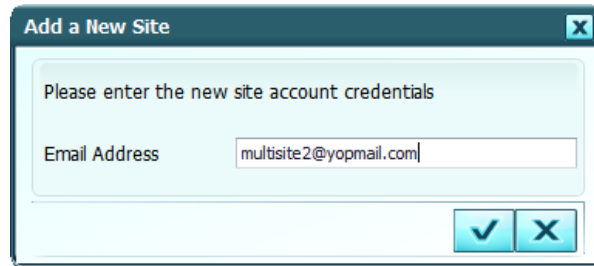 Add a New Site
Please enter the new site account credentials
Email Address
multisite2@yopmail.com